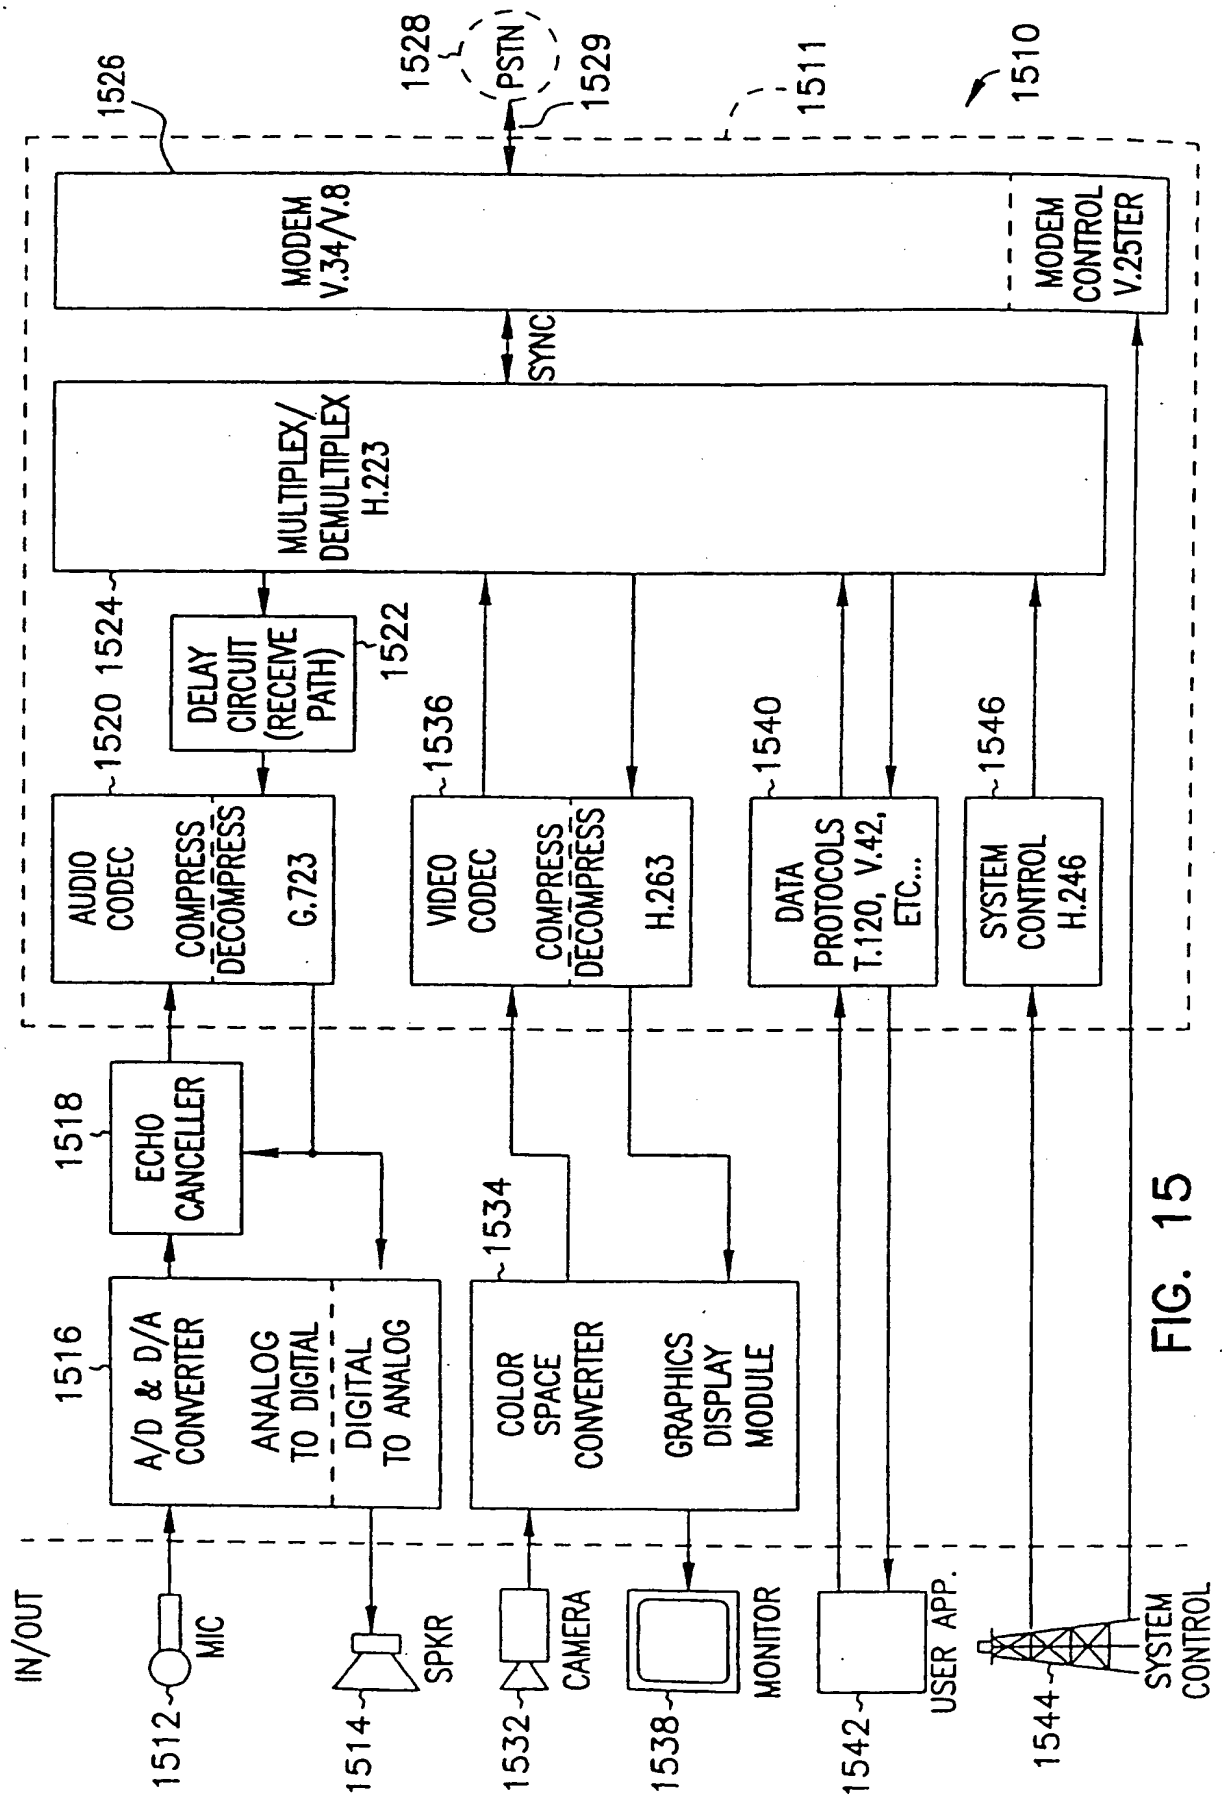 IN/OUT
1512
MIC
1514
SPKR
1532
CAMERA
1538
MONITOR
1542
USER APP.
1544
SYSTEM
CONTROL
1516
A/D & D/A
CONVERTER
ANALOG
TO DIGITAL
DIGITAL
TO ANALOG
1518
ECHO
CANCELLER
1534
COLOR
SPACE
CONVERTER
GRAPHICS
DISPLAY
MODULE
1520
AUDIO
CODEC
COMPRESS
DECOMPRESS
G.723
1522
DELAY
CIRCUIT
(RECEIVE
PATH)
1536
VIDEO
CODEC
COMPRESS
DECOMPRESS
H.263
1540
DATA
PROTOCOLS
T.120, V.42,
ETC...
1546
SYSTEM
CONTROL
H.246
1524
MULTIPLEX/
DEMULTIPLEX
H.223
SYNC
1526
MODEM
V.34/V.8
MODEM
CONTROL
V.25TER
1528
PSTN
1529
1511
1510
FIG. 15